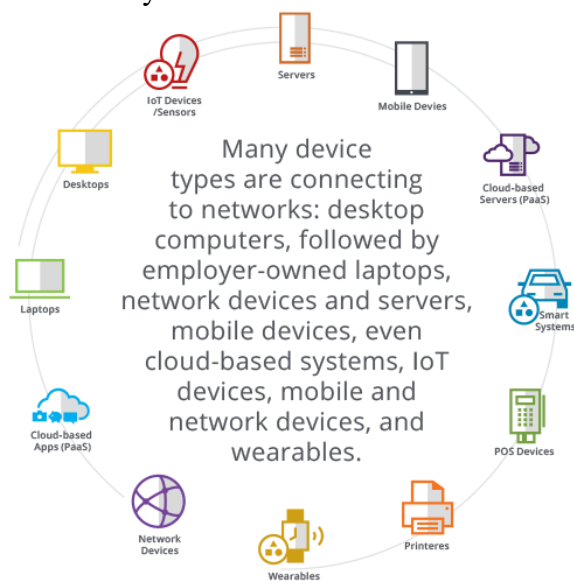 Servers
IoT Devices
/Sensors
Mobile Devies
Desktops
Cloud-based
Servers (PaaS)
Many device
types are connecting
to networks: desktop
computers, followed by
employer-owned laptops,
network devices and servers,
mobile devices, even
cloud-based systems, IoT
devices, mobile and
network devices, and
wearables.
Laptops
Smart
Systems
Cloud-based
Apps (PaaS)
POS Devices
Network
Devices
Printeres
Wearables